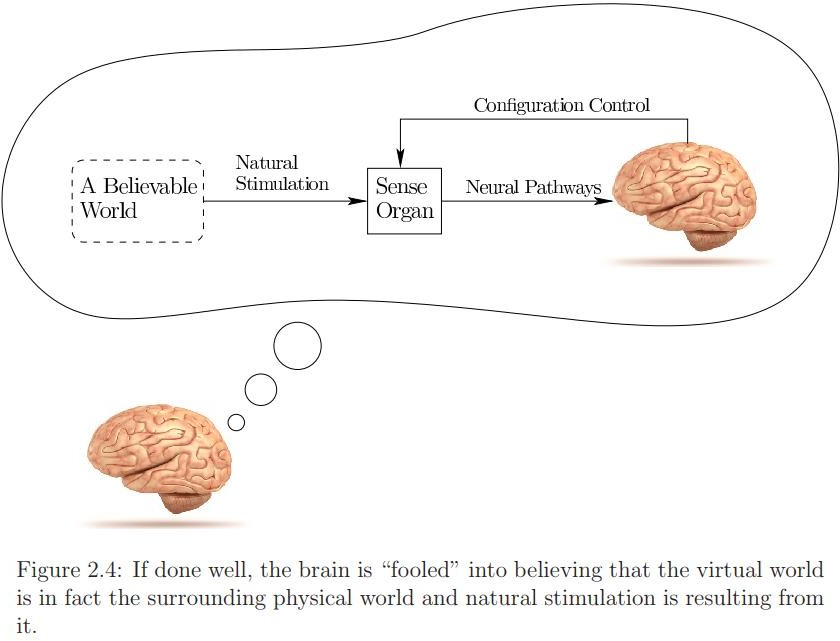 Configuration Control
Natural
Stimulation
A Believable
World
Sense
Organ
Neural Pathways
Figure 2.4: If done well, the brain is “fooled” into believing that the virtual world
is in fact the surrounding physical world and natural stimulation is resulting from
it.